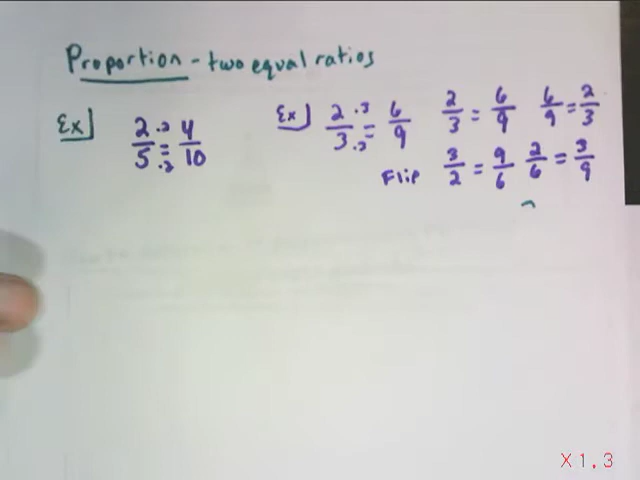 Proportion - two equal ratios
Ex] 2/5 = 4/10 ·2 ·2
Ex] 2/3 = 6/9 ·3
2/3 = 6/9 6/9 = 2/3
Flip 3/2 = 9/6 2/6 = 3/9
X1.3